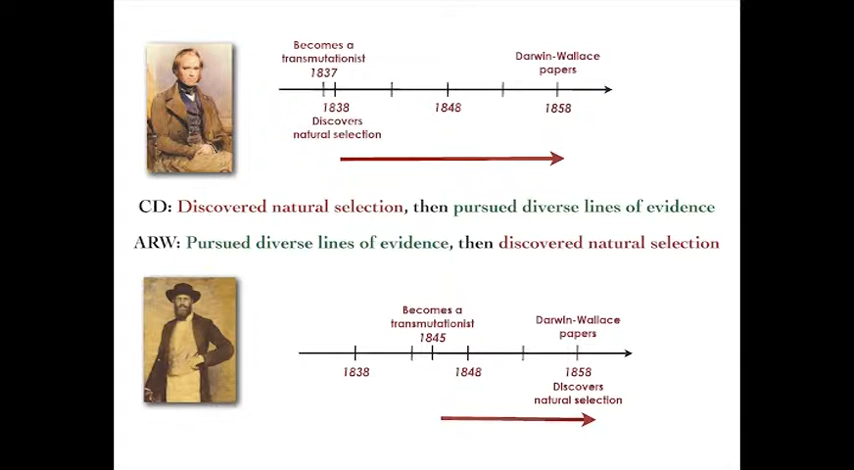 Becomes a
transmutationist
1837
Darwin-Wallace
papers
1838
1848
1858
Discovers
natural selection
CD: Discovered natural selection, then pursued diverse lines of evidence
ARW: Pursued diverse lines of evidence, then discovered natural selection
Becomes a
transmutationist
1845
Darwin-Wallace
papers
1838
1848
1858
Discovers
natural selection